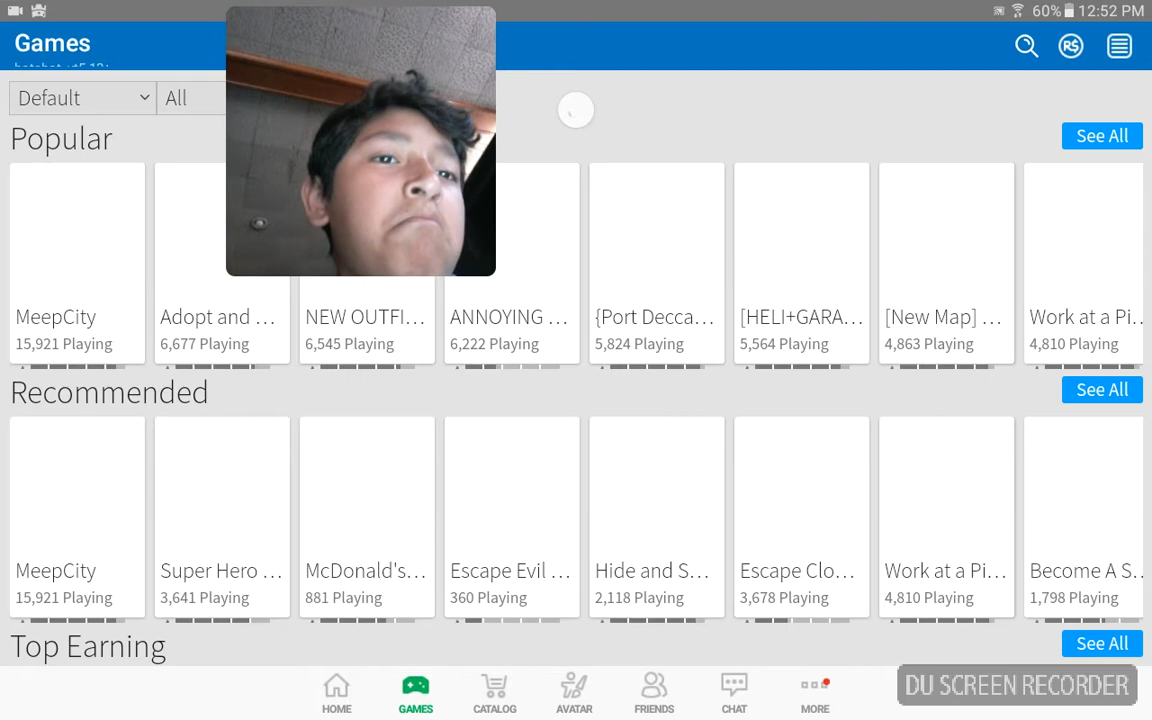 60% 12:52 PM
Games
Default
All
Popular
See All
MeepCity
Adopt and ...
NEW OUTFI...
ANNOYING ...
{Port Decca...
[HELI+GARA...
[New Map] ...
Work at a Pi...
15,921 Playing
6,677 Playing
6,545 Playing
6,222 Playing
5,824 Playing
5,564 Playing
4,863 Playing
4,810 Playing
Recommended
See All
MeepCity
Super Hero ...
McDonald's...
Escape Evil ...
Hide and S...
Escape Clo...
Work at a Pi...
Become A S...
15,921 Playing
3,641 Playing
881 Playing
360 Playing
2,118 Playing
3,678 Playing
4,810 Playing
1,798 Playing
Top Earning
See All
HOME
GAMES
CATALOG
AVATAR
FRIENDS
CHAT
MORE
DU SCREEN RECORDER